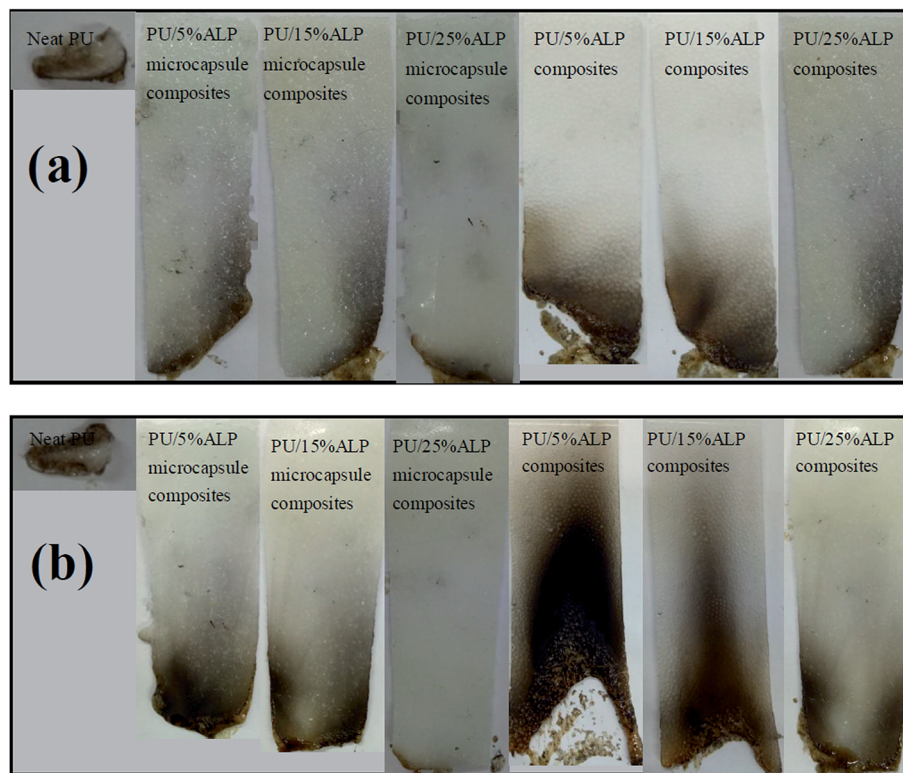 Neat PU
PU/5%ALP
microcapsule
composites
PU/15%ALP
microcapsule
composites
PU/25%ALP
microcapsule
composites
PU/5%ALP
composites
PU/15%ALP
composites
PU/25%ALP
composites
(a)
Neat PU
PU/5%ALP
microcapsule
composites
PU/15%ALP
microcapsule
composites
PU/25%ALP
microcapsule
composites
PU/5%ALP
composites
PU/15%ALP
composites
PU/25%ALP
composites
(b)